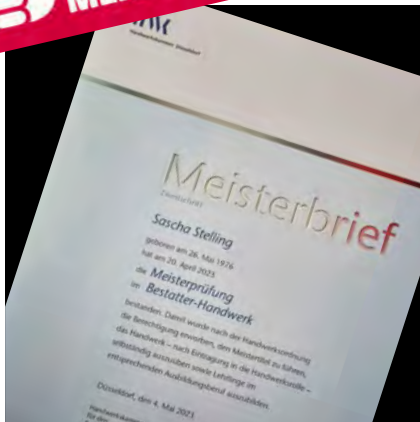 Handwerkskammer Düsseldorf
Meisterbrief
Sascha Stelling
geboren am 26. Mai 1976
hat am 20. April 2023
die Meisterprüfung
im Bestatter-Handwerk
bestanden. Damit wurde nach der Handwerksordnung
die Berechtigung erworben, den Meistertitel zu führen,
das Handwerk – nach Eintragung in die Handwerksrolle –
selbständig auszuüben sowie Lehrlinge im
entsprechenden Ausbildungsberuf auszubilden.
Düsseldorf, den 4. Mai 2023